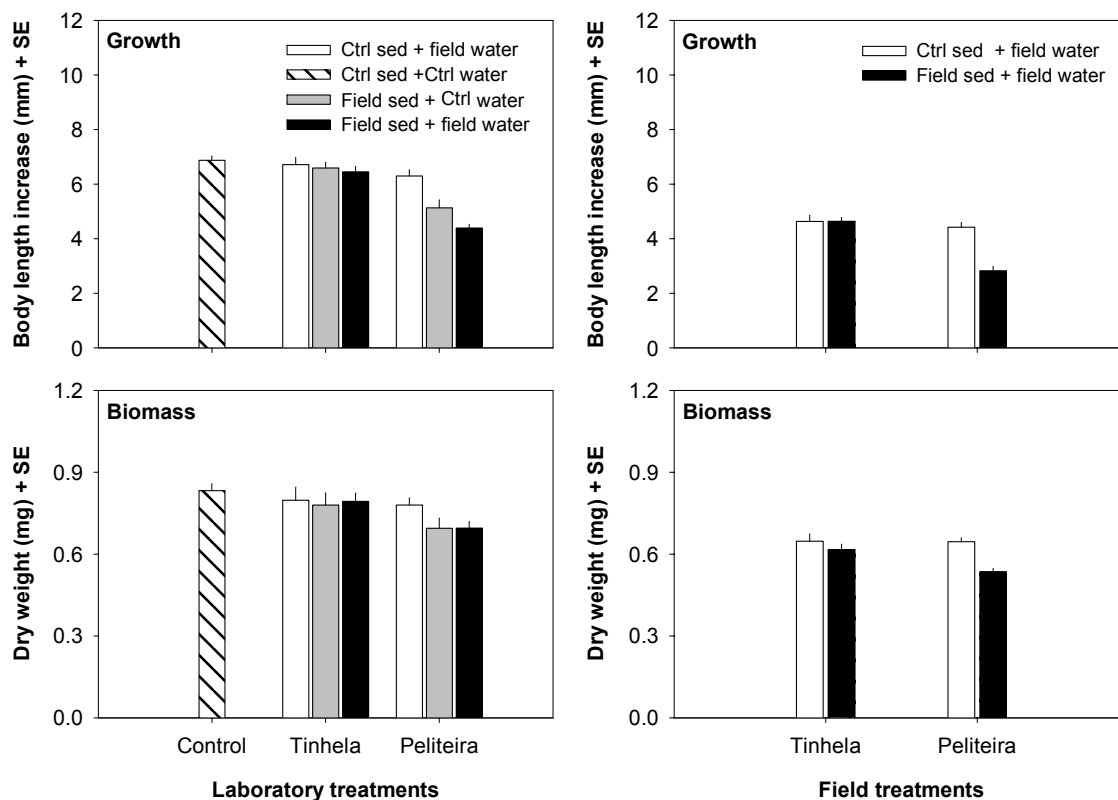 Growth
Ctrl sed + field water
Ctrl sed +Ctrl water
Field sed + Ctrl water
Field sed + field water
Body length increase (mm) + SE
12
10
8
6
4
2
0
Growth
Ctrl sed + field water
Field sed + field water
Body length increase (mm) + SE
12
10
8
6
4
2
0
Biomass
Dry weight (mg) + SE
1.2
0.9
0.6
0.3
0.0
Control Tinhela Peliteira
Laboratory treatments
Biomass
Dry weight (mg) + SE
1.2
0.9
0.6
0.3
0.0
Tinhela Peliteira
Field treatments